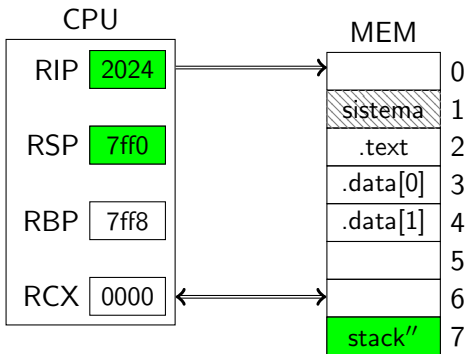 CPU
MEM
RIP 2024
0
sistema 1
RSP 7ff0
.text 2
.data[0] 3
RBP 7ff8
.data[1] 4
5
RCX 0000
6
stack″ 7